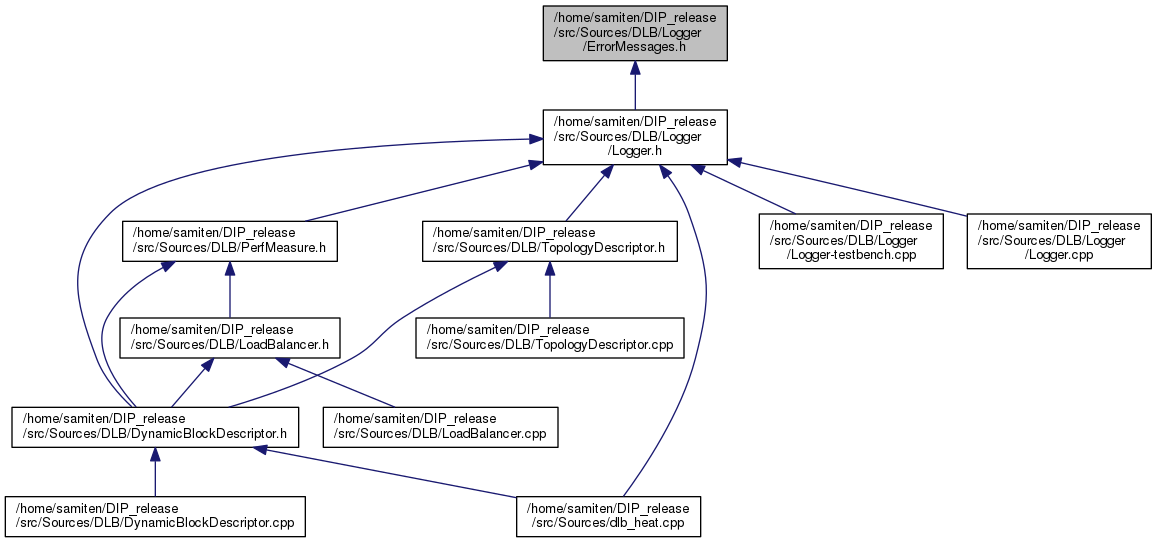 /home/samiten/DIP_release
/src/Sources/DLB/Logger
/ErrorMessages.h
/home/samiten/DIP_release
/src/Sources/DLB/Logger
/Logger.h
/home/samiten/DIP_release
/src/Sources/DLB/PerfMeasure.h
/home/samiten/DIP_release
/src/Sources/DLB/TopologyDescriptor.h
/home/samiten/DIP_release
/src/Sources/DLB/Logger
/Logger-testbench.cpp
/home/samiten/DIP_release
/src/Sources/DLB/Logger
/Logger.cpp
/home/samiten/DIP_release
/src/Sources/DLB/LoadBalancer.h
/home/samiten/DIP_release
/src/Sources/DLB/TopologyDescriptor.cpp
/home/samiten/DIP_release
/src/Sources/DLB/DynamicBlockDescriptor.h
/home/samiten/DIP_release
/src/Sources/DLB/LoadBalancer.cpp
/home/samiten/DIP_release
/src/Sources/DLB/DynamicBlockDescriptor.cpp
/home/samiten/DIP_release
/src/Sources/dlb_heat.cpp